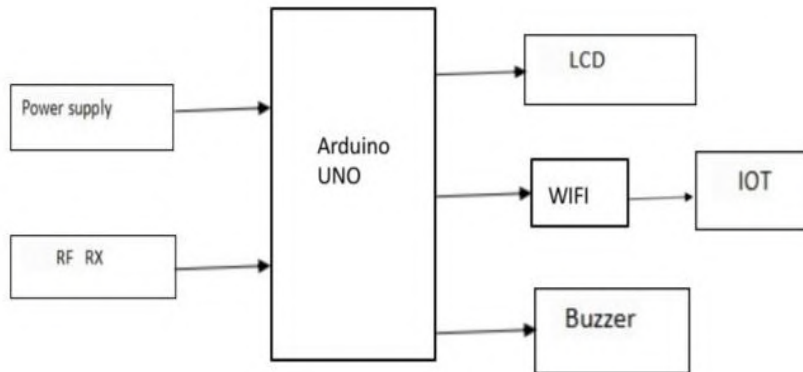 Power supply
RF RX
Arduino
UNO
LCD
WIFI
IOT
Buzzer